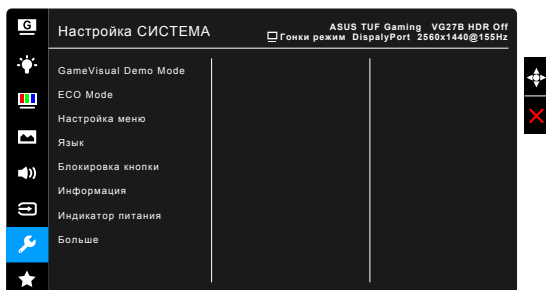 G
Настройка СИСТЕМА
ASUS TUF Gaming VG27B HDR Off
Гонки режим DispalyPort 2560x1440@155Hz
GameVisual Demo Mode
ECO Mode
Настройка меню
Язык
Блокировка кнопки
Информация
Индикатор питания
Больше